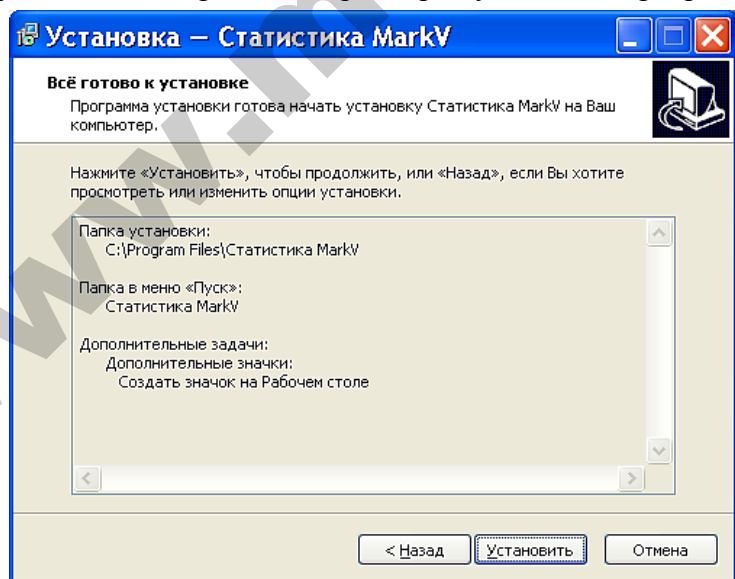 Установка — Статистика MarkV
Всё готово к установке
Программа установки готова начать установку Статистика MarkV на Ваш
компьютер.
Нажмите «Установить», чтобы продолжить, или «Назад», если Вы хотите
просмотреть или изменить опции установки.
Папка установки:
C:\Program Files\Статистика MarkV
Папка в меню «Пуск»:
Статистика MarkV
Дополнительные задачи:
Дополнительные значки:
Создать значок на Рабочем столе
< Назад
Установить
Отмена